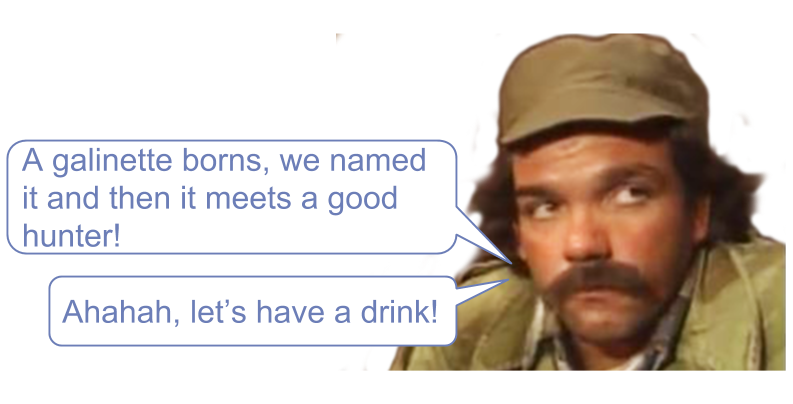 A galinette borns, we named
it and then it meets a good
hunter!
Ahahah, let’s have a drink!